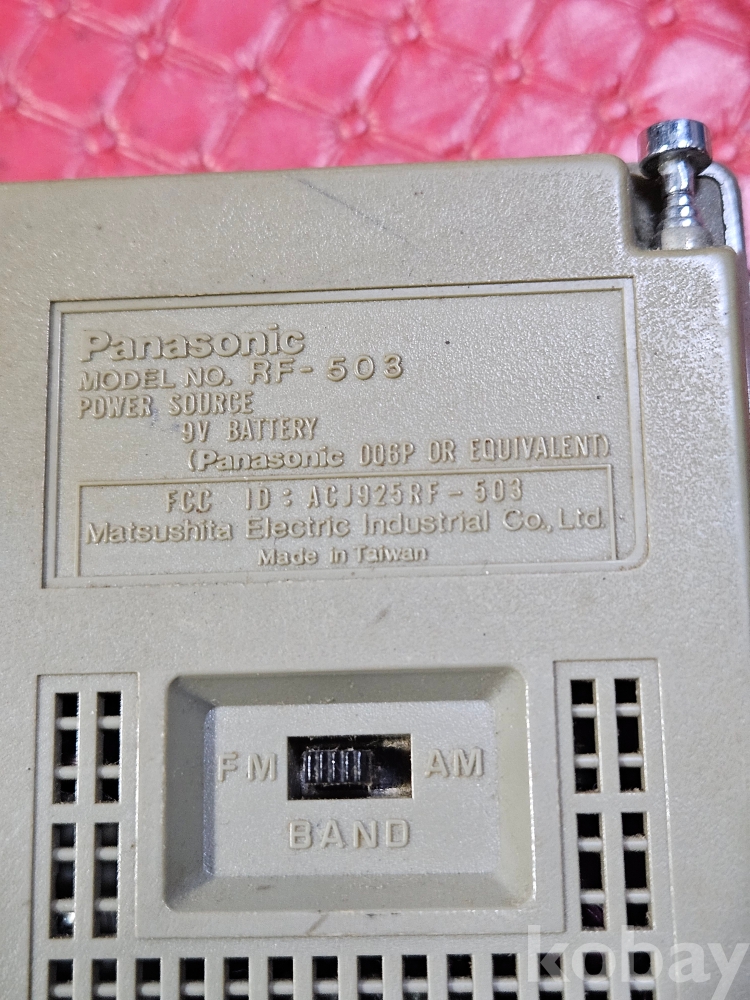 Panasonic
MODEL NO. RF-503
POWER SOURCE
9V BATTERY
(Panasonic 006P OR EQUIVALENT)
FCC ID: ACJ925RF-503
Matsushita Electric Industrial Co., Ltd.
Made in Taiwan
FM AM
BAND
kobay